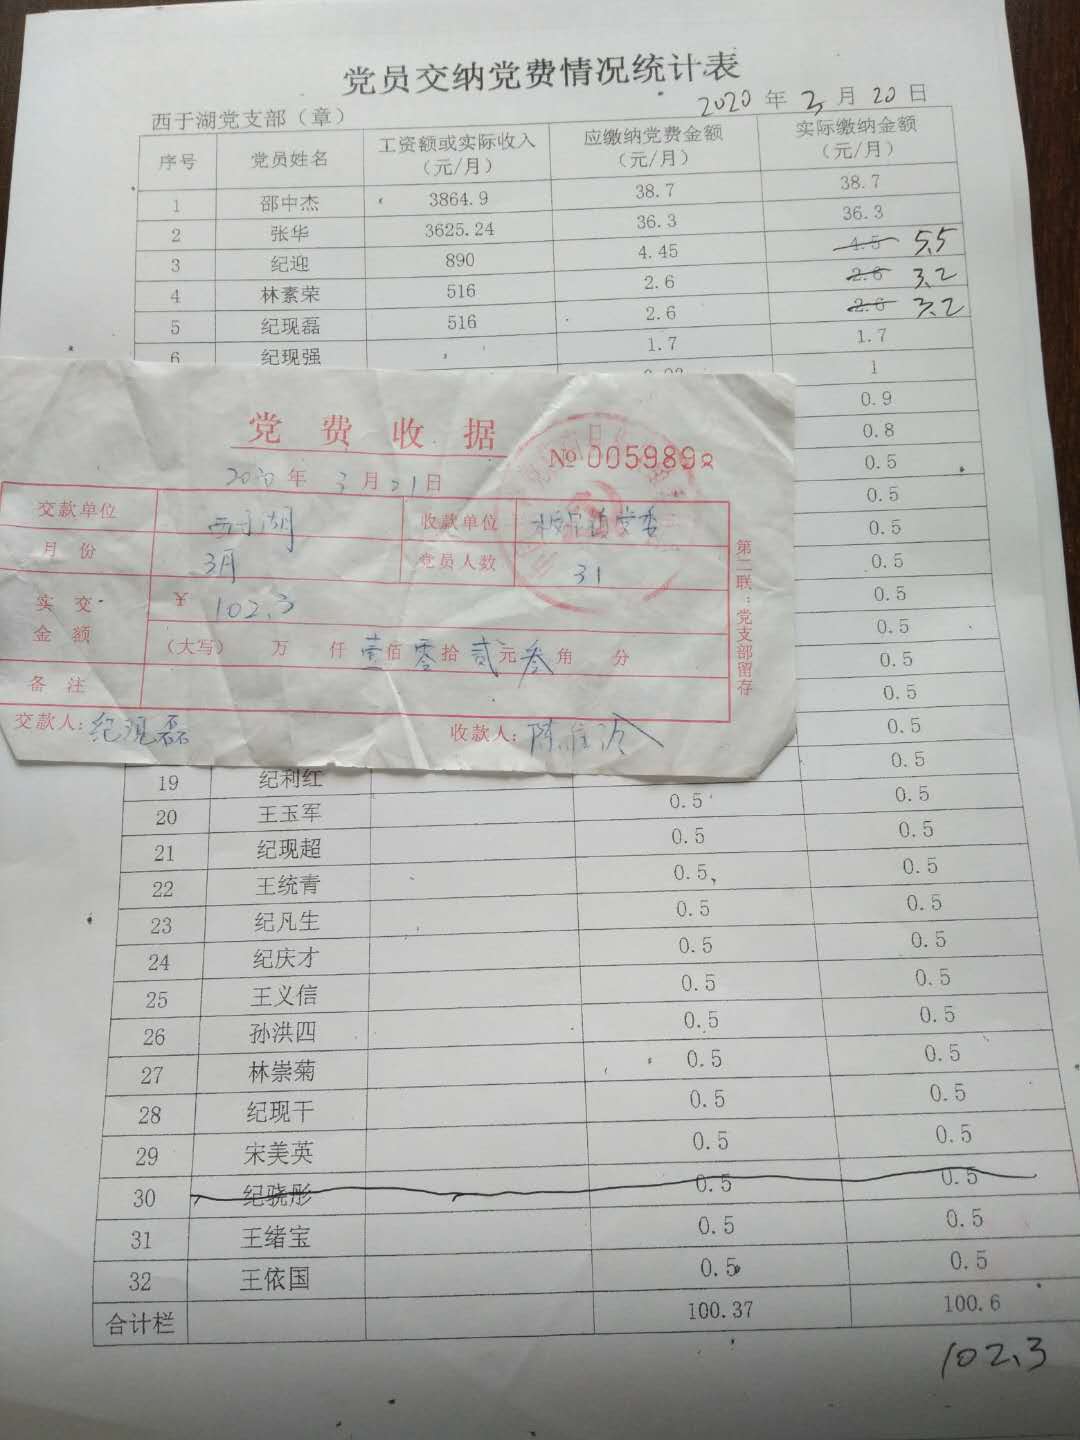 党员交纳党费情况统计表
西于湖党支部（章） 2020 年 3 月 20 日
序号 党员姓名 工资额或实际收入（元/月） 应缴纳党费金额（元/月） 实际缴纳金额（元/月）
1 邵中杰 3864.9 38.7 38.7
2 张华 3625.24 36.3 36.3
3 纪迎 890 4.45 4.5 5.5
4 林素荣 516 2.6 2.6 3.2
5 纪现磊 516 2.6 2.6 3.2
6 纪现强 1.7 1.7
1
0.9
0.8
0.5
0.5
0.5
0.5
0.5
0.5
0.5
0.5
0.5
党费收据
№ 005989
2020 年 3 月 21 日
交款单位 西于湖 收款单位 镇党委
月份 3月 党员人数 31
实交金额 ¥ 102.3
（大写） 万 仟 壹佰 零拾 贰元 叁角 分
备注
交款人：纪现磊 收款人：
第二联：党支部留存
19 纪利红 0.5
20 王玉军 0.5 0.5
21 纪现超 0.5 0.5
22 王统青 0.5 0.5
23 纪凡生 0.5 0.5
24 纪庆才 0.5 0.5
25 王义信 0.5 0.5
26 孙洪四 0.5 0.5
27 林崇菊 0.5 0.5
28 纪现干 0.5 0.5
29 宋美英 0.5 0.5
30 纪骁彤 0.5 0.5
31 王绪宝 0.5 0.5
32 王依国 0.5 0.5
合计栏 100.37 100.6
102.3